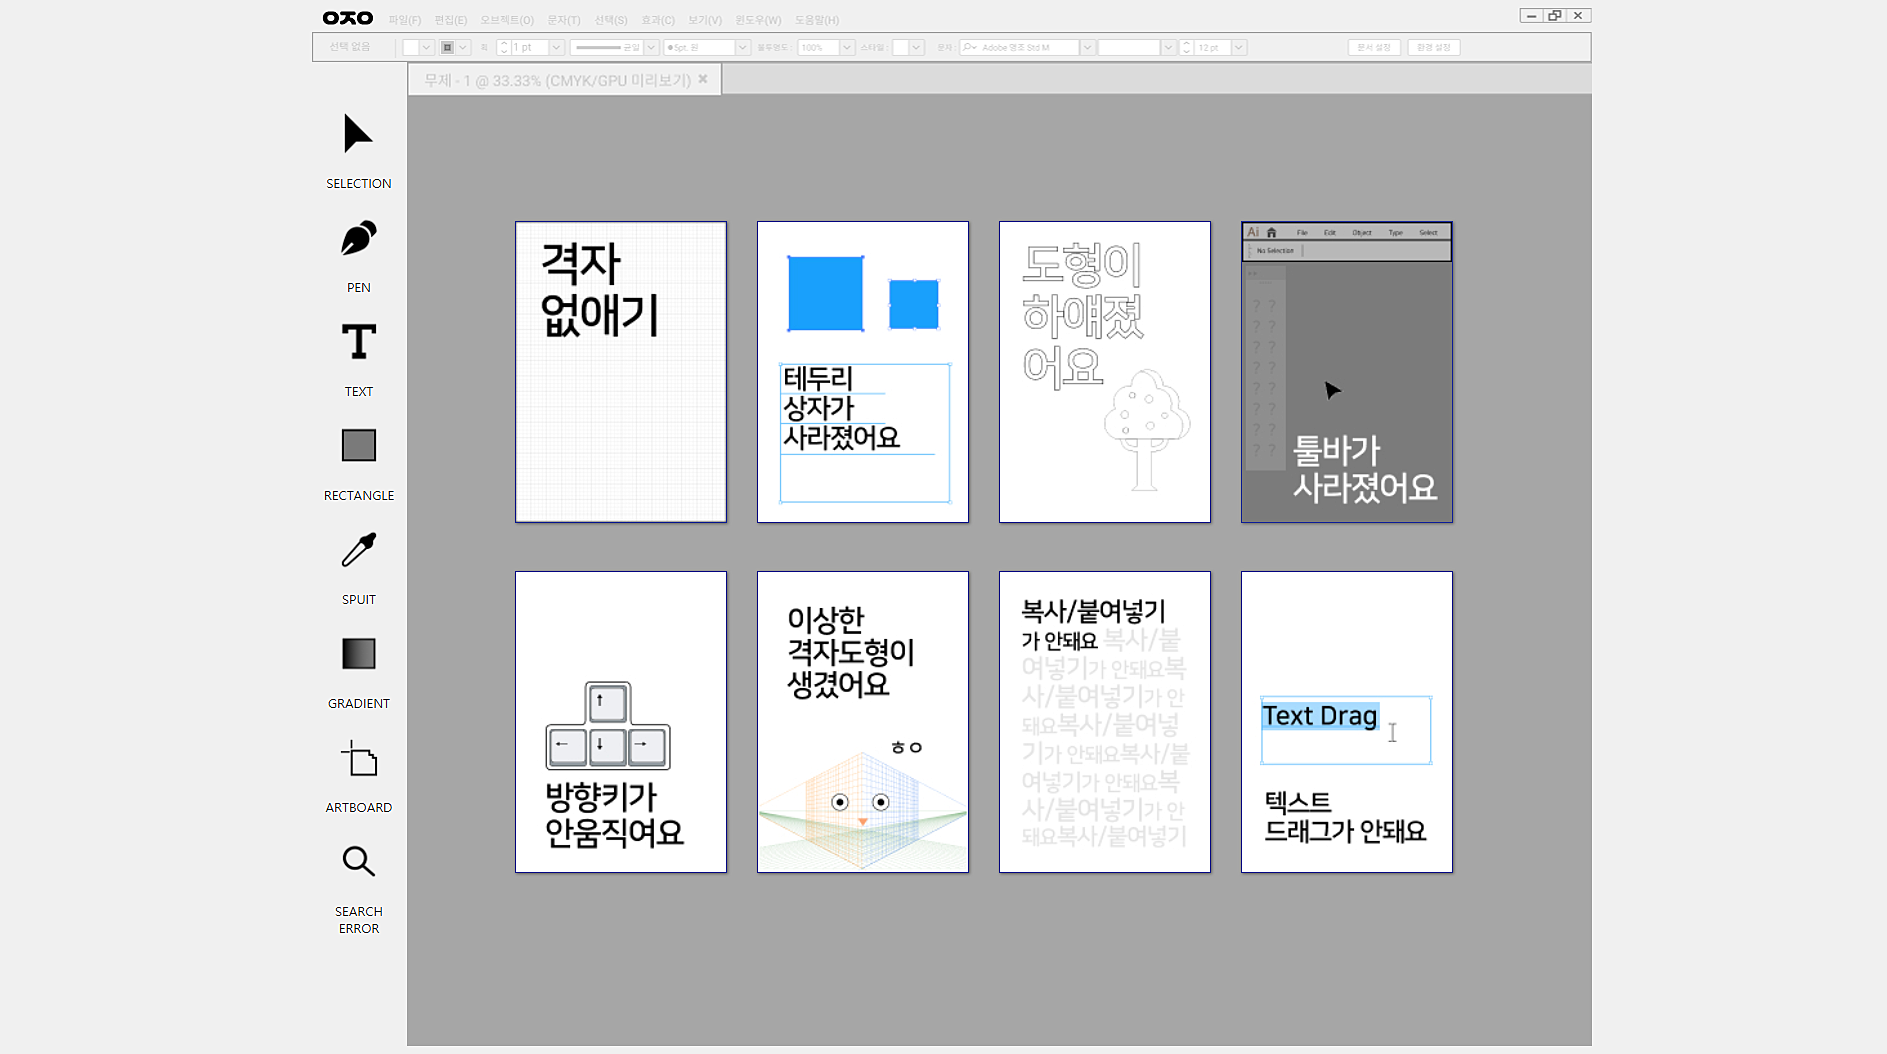 OTO
파일(F) 편집(E) 오브젝트(O) 문자(T) 선택(S) 효과(C) 보기(V) 윈도우(W) 도움말(H)
선택 없음 획 1 pt 균일 5pt. 원 불투명도: 100% 스타일: 문자: Adobe 명조 Std M 12 pt 문서 설정 환경 설정
무제 - 1 @ 33.33% (CMYK/GPU 미리보기)
SELECTION
PEN
TEXT
RECTANGLE
SPUIT
GRADIENT
ARTBOARD
SEARCH
ERROR
격자
없애기
테두리
상자가
사라졌어요
도형이
하얘졌
어요
Ai File Edit Object Type Select
No Selection
? ?
? ?
? ?
? ?
? ?
? ?
? ?
? ?
툴바가
사라졌어요
방향키가
안움직여요
이상한
격자도형이
생겼어요
ㅎㅇ
복사/붙여넣기
가 안돼요 복사/붙
여넣기가 안돼요복
사/붙여넣기가 안
돼요복사/붙여넣
기가 안돼요복사/붙
여넣기가 안돼요복
사/붙여넣기가 안
돼요복사/붙여넣기
Text Drag
텍스트
드래그가 안돼요